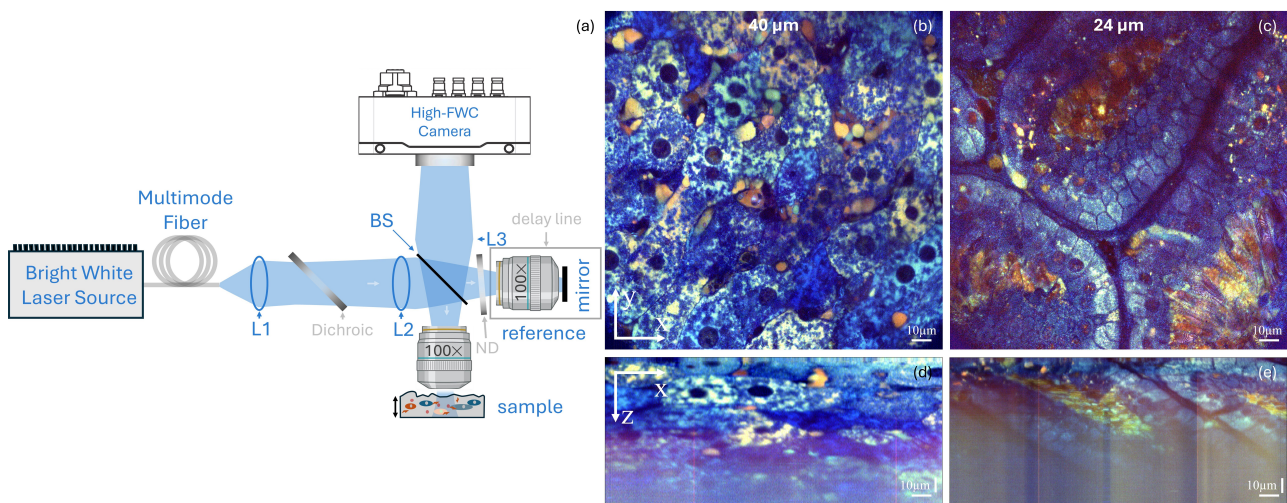 (a)
High-FWC
Camera
Multimode
Fiber
BS
delay line
L3
Bright White
Laser Source
100×
mirror
L1
Dichroic
L2
ND
reference
100×
sample
40 µm
(b)
Y
X
10µm
24 µm
(c)
10µm
(d)
X
Z
10µm
(e)
10µm